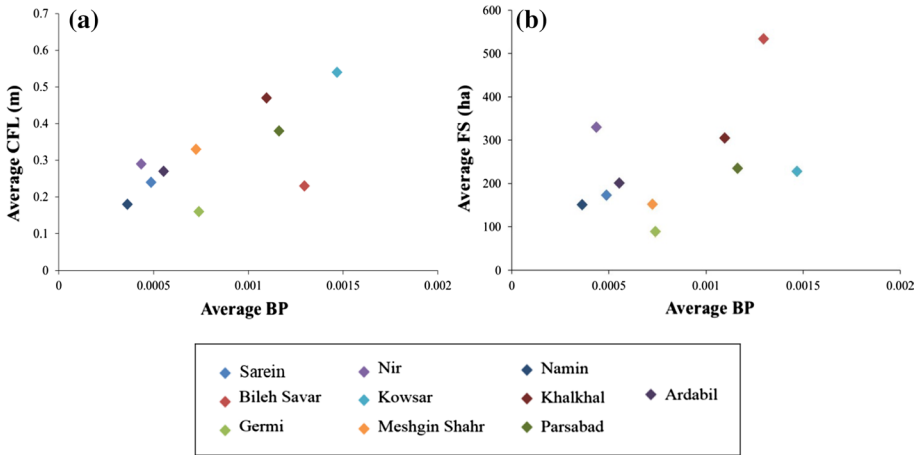 (a)
0.7
0.6
0.5
0.4
0.3
0.2
0.1
0
Average CFL (m)
0 0.0005 0.001 0.0015 0.002
Average BP
(b)
600
500
400
300
200
100
0
Average FS (ha)
0 0.0005 0.001 0.0015 0.002
Average BP
Sarein Nir Namin
Bileh Savar Kowsar Khalkhal Ardabil
Germi Meshgin Shahr Parsabad